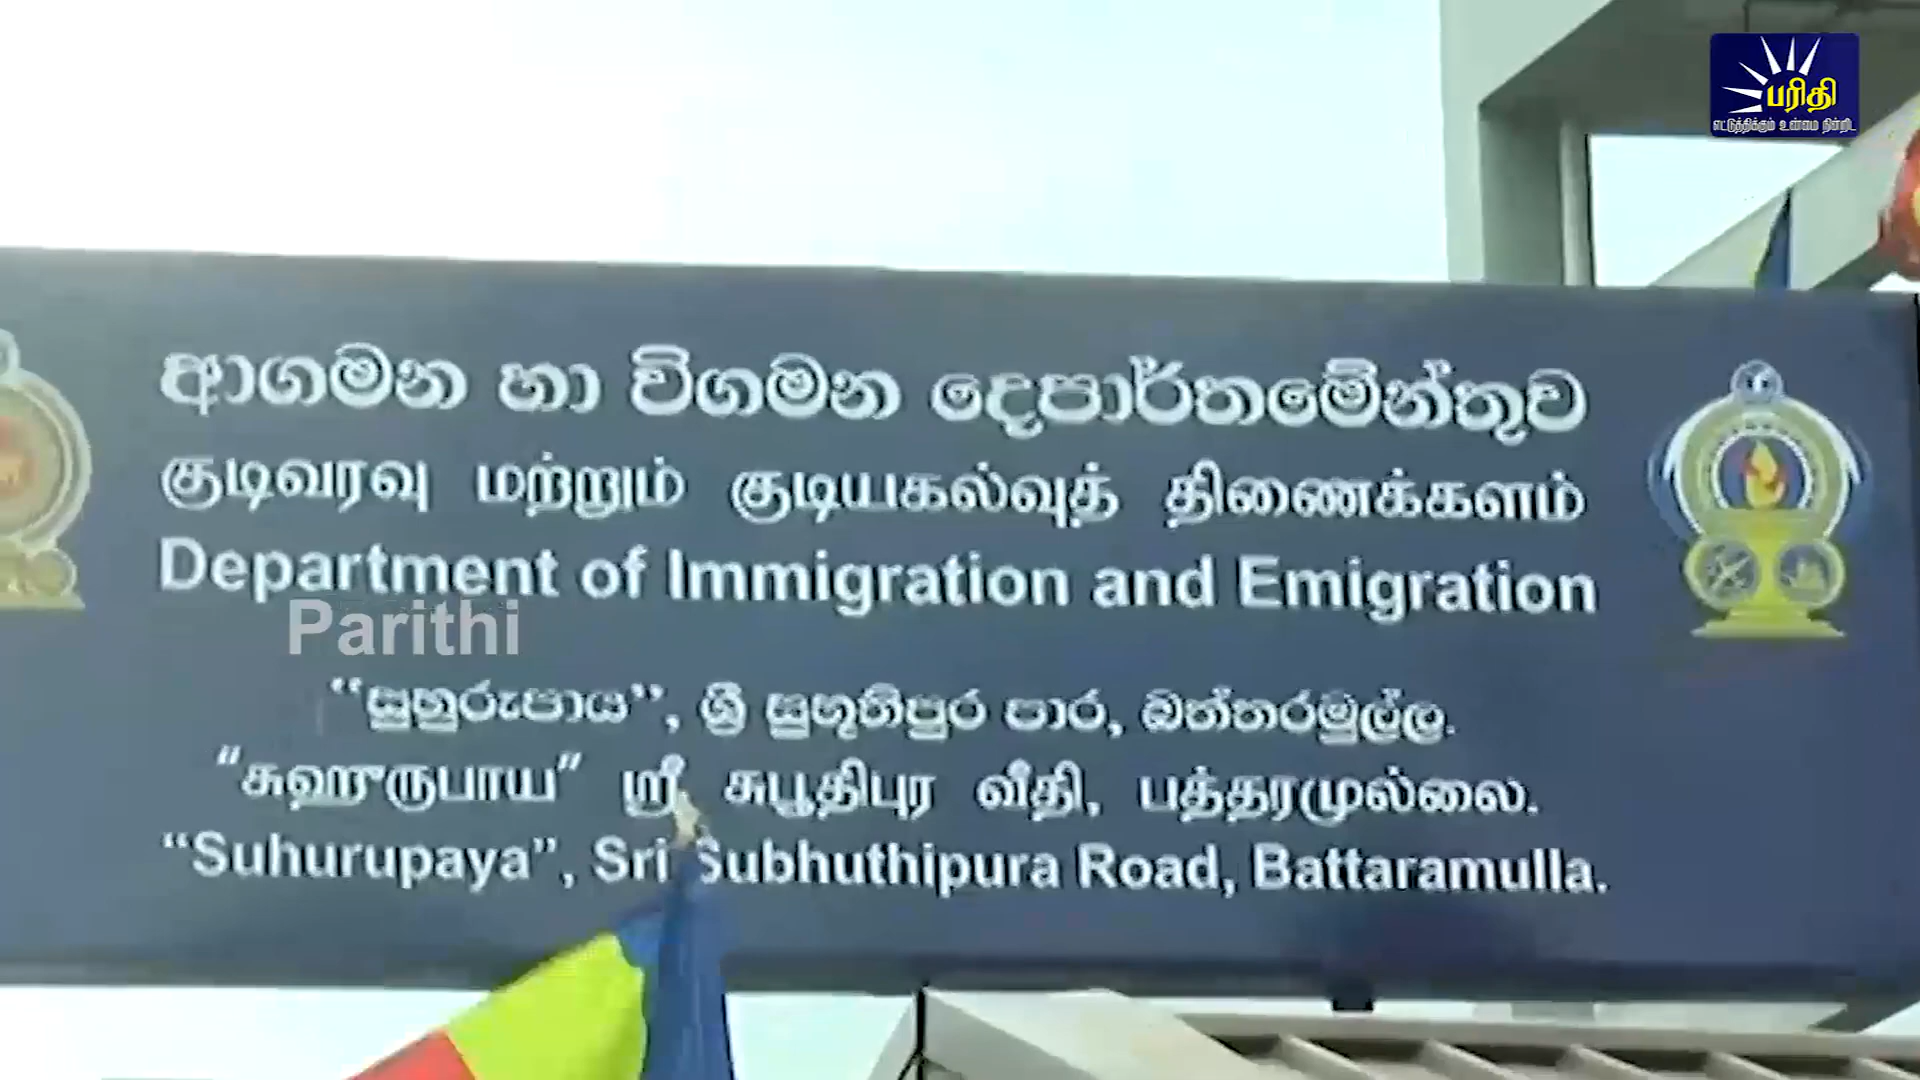 பரிதி
எட்டுத்திக்கும் உண்மை நின்றிட
ආගමන හා විගමන දෙපාර්තමේන්තුව
குடிவரவு மற்றும் குடியகல்வுத் திணைக்களம்
Department of Immigration and Emigration
Parithi
“සුහුරුපාය”, ශ්‍රී සුභූතිපුර පාර, බත්තරමුල්ල.
“சுஹுருபாய” ஸ்ரீ சுபூதிபுர வீதி, பத்தரமுல்லை.
“Suhurupaya”, Sri Subhuthipura Road, Battaramulla.